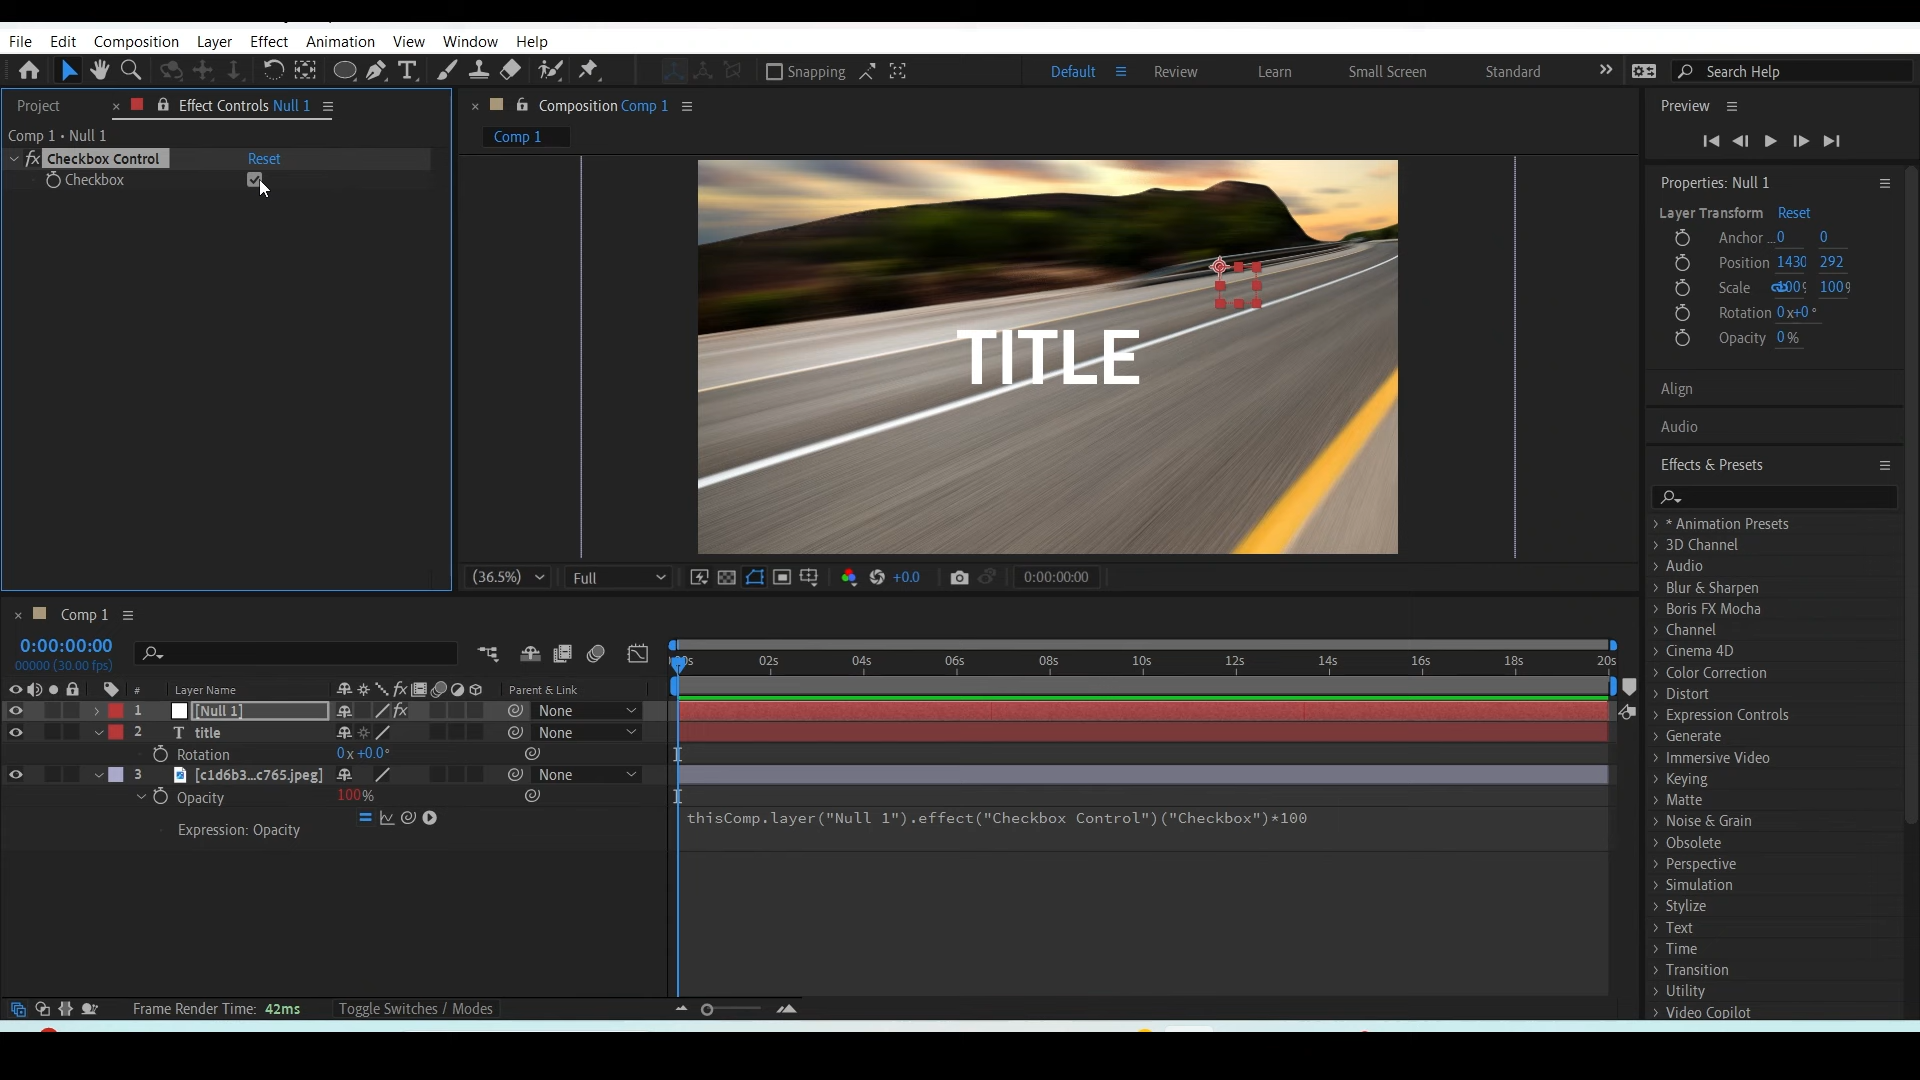 File Edit Composition Layer Effect Animation View Window Help
Snapping Default Review Learn Small Screen Standard Search Help
Project Effect Controls Null 1
Comp 1 • Null 1
fx Checkbox Control Reset
Checkbox
Composition Comp 1
Comp 1
TITLE
(36.5%) Full +0.0 0:00:00:00
Preview
Properties: Null 1
Layer Transform Reset
Anchor ... 0 0
Position 1430 292
Scale 100% 100%
Rotation 0x+0°
Opacity 0%
Align
Audio
Effects & Presets
* Animation Presets
3D Channel
Audio
Blur & Sharpen
Boris FX Mocha
Channel
Cinema 4D
Color Correction
Distort
Expression Controls
Generate
Immersive Video
Keying
Matte
Noise & Grain
Obsolete
Perspective
Simulation
Stylize
Text
Time
Transition
Utility
Video Copilot
Comp 1
0:00:00:00
00000 (30.00 fps)
02s 04s 06s 08s 10s 12s 14s 16s 18s 20s
# Layer Name fx Parent & Link
1 [Null 1] fx None
2 T title None
Rotation 0x+0.0°
3 [c1d6b3...c765.jpeg] None
Opacity 100%
Expression: Opacity
thisComp.layer("Null 1").effect("Checkbox Control")("Checkbox")*100
Frame Render Time: 42ms Toggle Switches / Modes